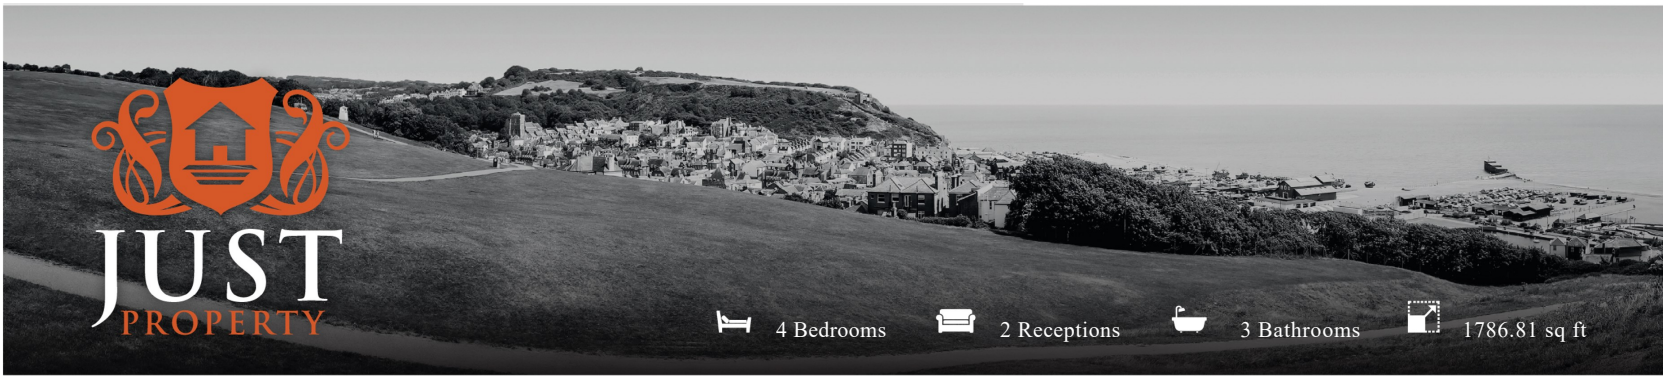 JUST
PROPERTY
4 Bedrooms
2 Receptions
3 Bathrooms
1786.81 sq ft